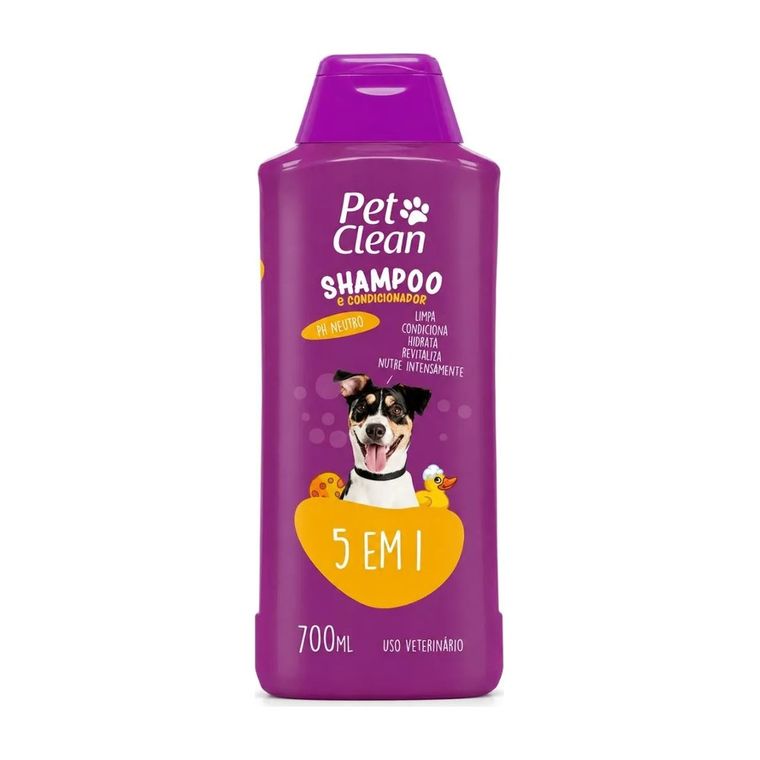 Pet
Clean
SHAMPOO
e CONDICIONADOR
PH NEUTRO
LIMPA
CONDICIONA
HIDRATA
REVITALIZA
NUTRE INTENSAMENTE
5 EM 1
700ML
USO VETERINÁRIO